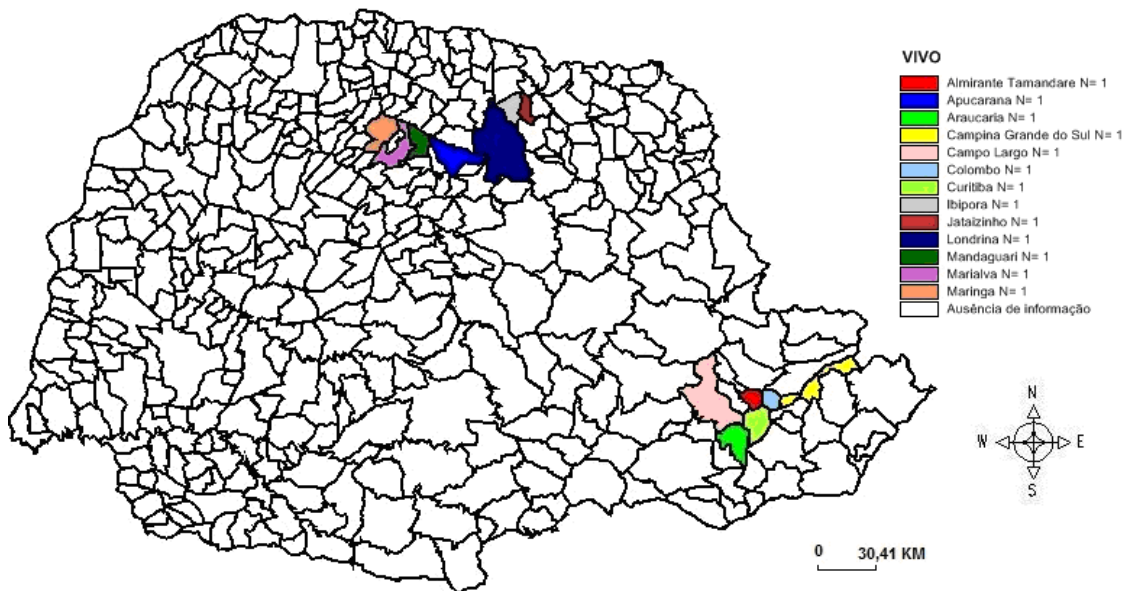 VIVO
Almirante Tamandare N= 1
Apucarana N= 1
Araucaria N= 1
Campina Grande do Sul N= 1
Campo Largo N= 1
Colombo N= 1
Curitiba N= 1
Ibipora N= 1
Jataizinho N= 1
Londrina N= 1
Mandaguari N= 1
Marialva N= 1
Maringa N= 1
Ausência de informação
N
W E
S
0 30,41 KM